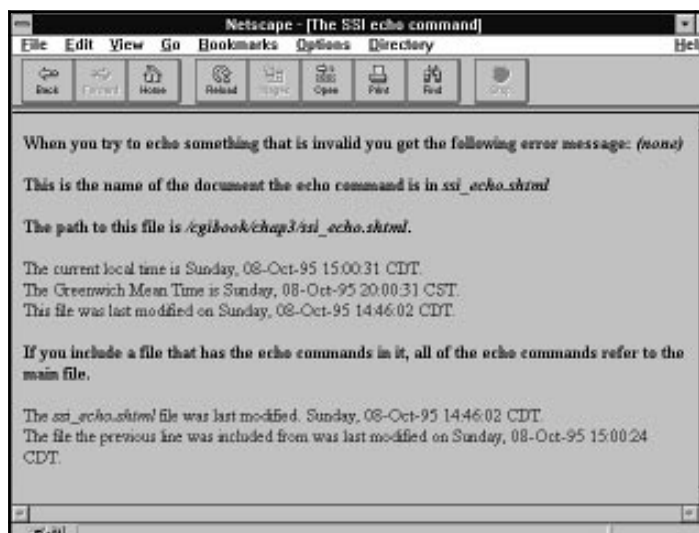 Netscape - [The SSI echo command]
File Edit View Go Bookmarks Options Directory Hel
Back Forward Home Reload Images Open Print Find Stop
When you try to echo something that is invalid you get the following error message: (none)
This is the name of the document the echo command is in ssi_echo.shtml
The path to this file is /cgibook/chap3/ssi_echo.shtml.
The current local time is Sunday, 08-Oct-95 15:00:31 CDT.
The Greenwich Mean Time is Sunday, 08-Oct-95 20:00:31 CST.
This file was last modified on Sunday, 08-Oct-95 14:46:02 CDT.
If you include a file that has the echo commands in it, all of the echo commands refer to the
main file.
The ssi_echo.shtml file was last modified. Sunday, 08-Oct-95 14:46:02 CDT.
The file the previous line was included from was last modified on Sunday, 08-Oct-95 15:00:24
CDT.